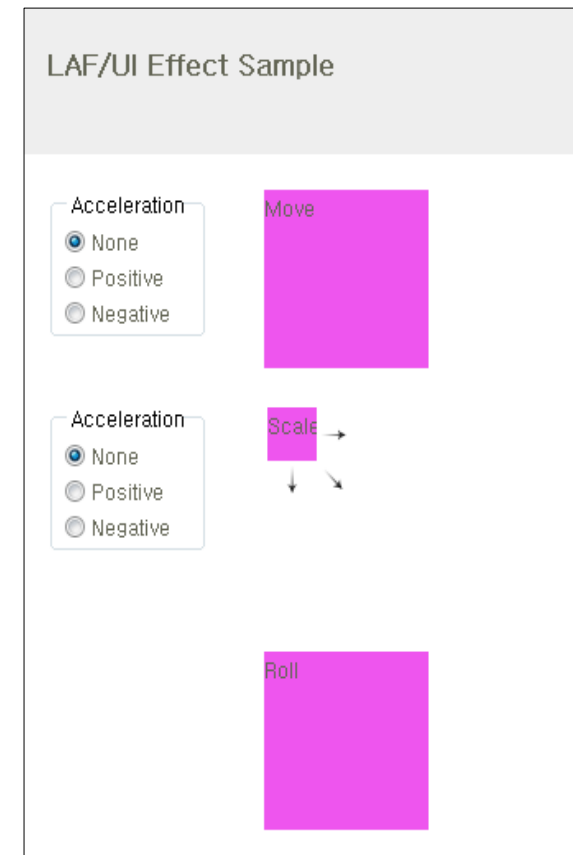 LAF/UI Effect Sample
Acceleration
None
Positive
Negative
Move
Acceleration
None
Positive
Negative
Scale
Roll